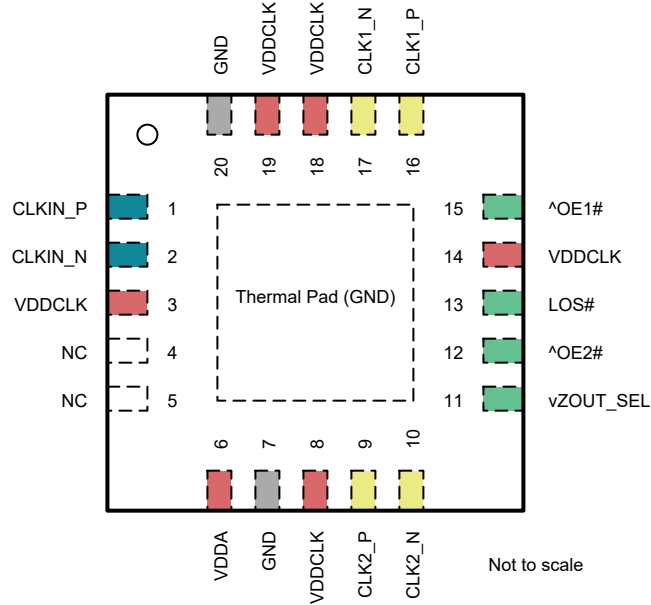 GND VDDCLK VDDCLK CLK1_N CLK1_P
20 19 18 17 16
CLKIN_P 1
CLKIN_N 2
VDDCLK 3
NC 4
NC 5
Thermal Pad (GND)
15 ^OE1#
14 VDDCLK
13 LOS#
12 ^OE2#
11 vZOUT_SEL
6 7 8 9 10
VDDA GND VDDCLK CLK2_P CLK2_N
Not to scale